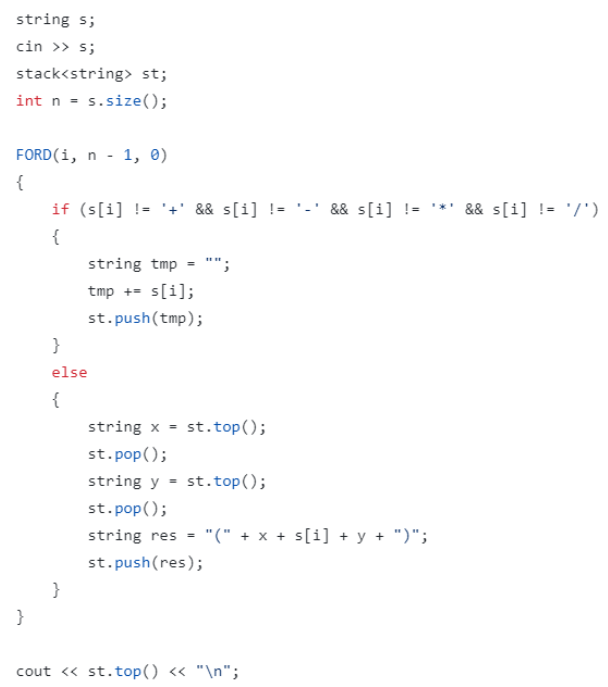 string s;
cin >> s;
stack<string> st;
int n = s.size();

FORD(i, n - 1, 0)
{
    if (s[i] != '+' && s[i] != '-' && s[i] != '*' && s[i] != '/')
    {
        string tmp = "";
        tmp += s[i];
        st.push(tmp);
    }
    else
    {
        string x = st.top();
        st.pop();
        string y = st.top();
        st.pop();
        string res = "(" + x + s[i] + y + ")";
        st.push(res);
    }
}

cout << st.top() << "\n";